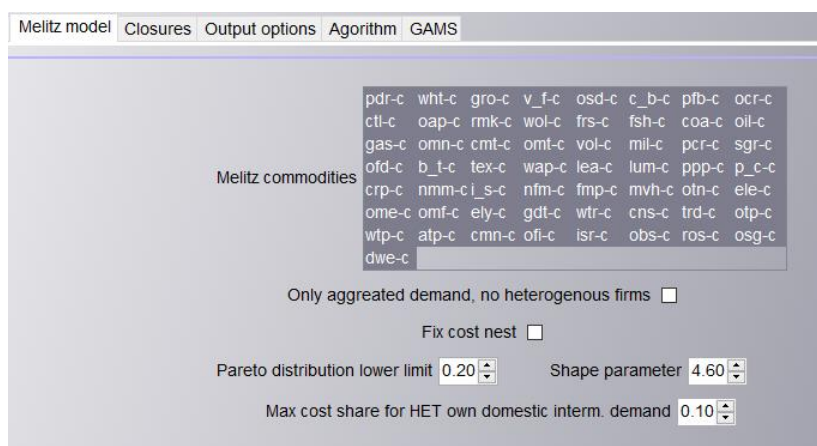 Melitz model Closures Output options Agorithm GAMS
pdr-c wht-c gro-c v_f-c osd-c c_b-c pfb-c ocr-c
ctl-c oap-c rmk-c wol-c frs-c fsh-c coa-c oil-c
gas-c omn-c cmt-c omt-c vol-c mil-c pcr-c sgr-c
Melitz commodities ofd-c b_t-c tex-c wap-c lea-c lum-c ppp-c p_c-c
crp-c nmm-c i_s-c nfm-c fmp-c mvh-c otn-c ele-c
ome-c omf-c ely-c gdt-c wtr-c cns-c trd-c otp-c
wtp-c atp-c cmn-c ofi-c isr-c obs-c ros-c osg-c
dwe-c
Only aggreated demand, no heterogenous firms
Fix cost nest
Pareto distribution lower limit 0.20 Shape parameter 4.60
Max cost share for HET own domestic interm. demand 0.10